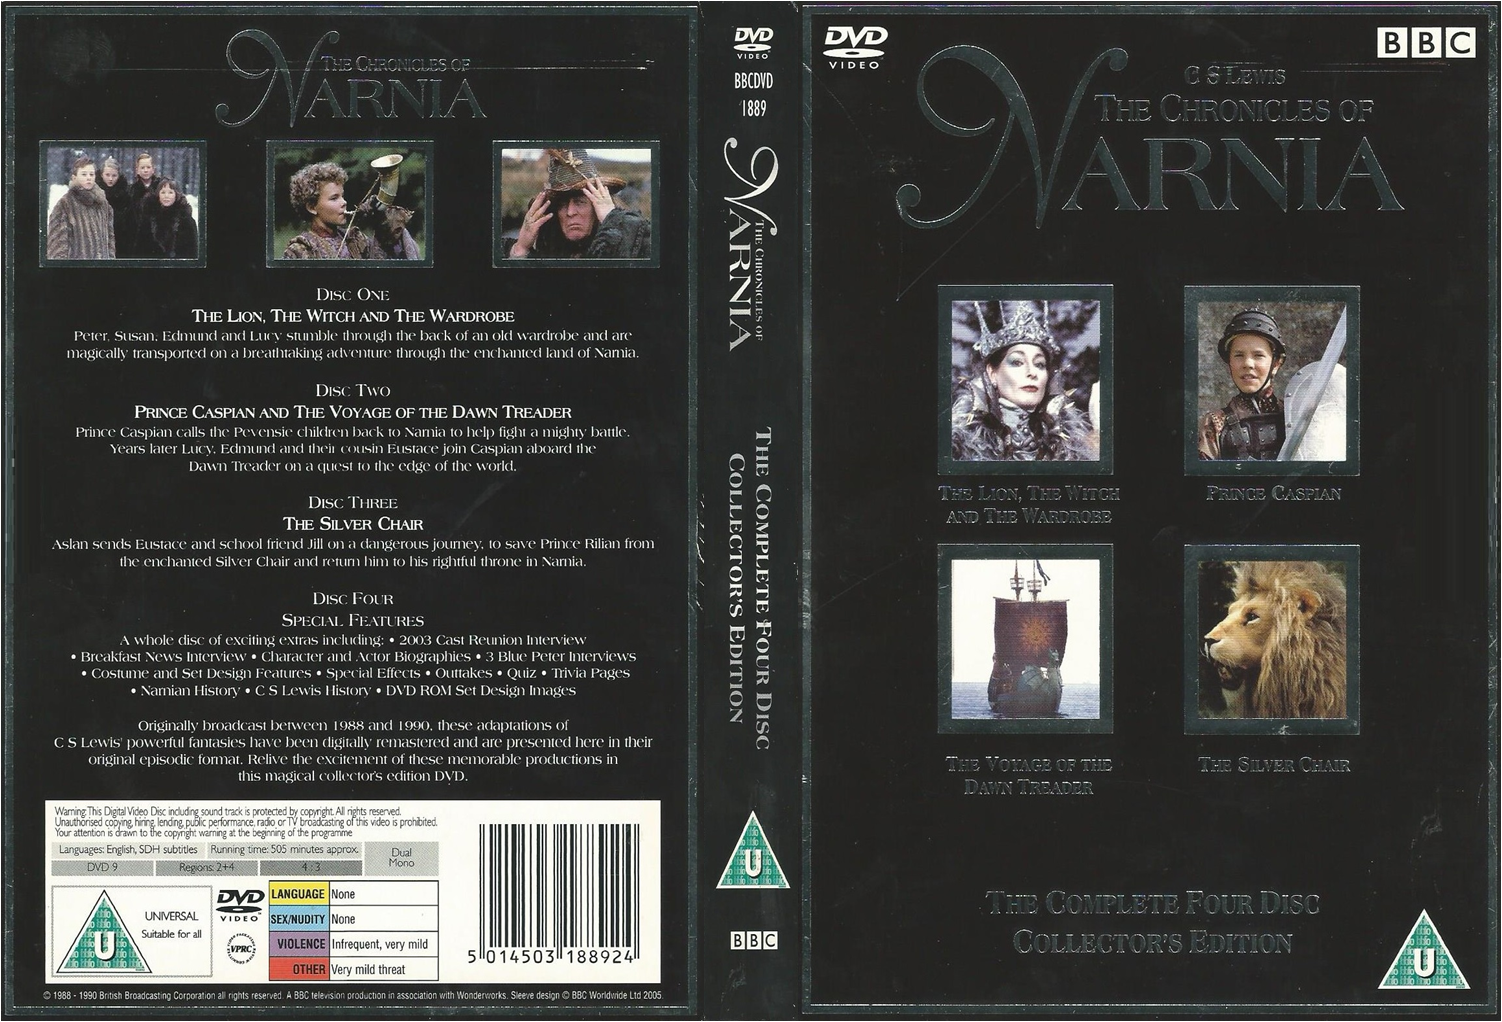 THE CHRONICLES OF
NARNIA
DISC ONE
THE LION, THE WITCH AND THE WARDROBE
Peter, Susan, Edmund and Lucy stumble through the back of an old wardrobe and are
magically transported on a breathtaking adventure through the enchanted land of Narnia.
DISC TWO
PRINCE CASPIAN AND THE VOYAGE OF THE DAWN TREADER
Prince Caspian calls the Pevensie children back to Narnia to help fight a mighty battle.
Years later Lucy, Edmund and their cousin Eustace join Caspian aboard the
Dawn Treader on a quest to the edge of the world.
DISC THREE
THE SILVER CHAIR
Aslan sends Eustace and school friend Jill on a dangerous journey, to save Prince Rilian from
the enchanted Silver Chair and return him to his rightful throne in Narnia.
DISC FOUR
SPECIAL FEATURES
A whole disc of exciting extras including: • 2003 Cast Reunion Interview
• Breakfast News Interview • Character and Actor Biographies • 3 Blue Peter Interviews
• Costume and Set Design Features • Special Effects • Outtakes • Quiz • Trivia Pages
• Narnian History • C S Lewis History • DVD ROM Set Design Images
Originally broadcast between 1988 and 1990, these adaptations of
C S Lewis' powerful fantasies have been digitally remastered and are presented here in their
original episodic format. Relive the excitement of these memorable productions in
this magical collector's edition DVD.
Warning: This Digital Video Disc including sound track is protected by copyright. All rights reserved.
Unauthorised copying, hiring, lending, public performance, radio or TV broadcasting of this video is prohibited.
Your attention is drawn to the copyright warning at the beginning of the programme
Languages: English, SDH subtitles
Running time: 505 minutes approx.
Dual
Mono
DVD 9
Regions: 2+4
4 : 3
U
UNIVERSAL
Suitable for all
DVD
VIDEO
VPRC
LANGUAGE None
SEX/NUDITY None
VIOLENCE Infrequent, very mild
OTHER Very mild threat
5 014503 188924
© 1988 - 1990 British Broadcasting Corporation all rights reserved. A BBC television production in association with Wonderworks. Sleeve design © BBC Worldwide Ltd 2005.
DVD
VIDEO
BBCDVD
1889
THE CHRONICLES OF
NARNIA
THE COMPLETE FOUR DISC
COLLECTOR'S EDITION
U
BBC
DVD
VIDEO
BBC
C S LEWIS
THE CHRONICLES OF
NARNIA
THE LION, THE WITCH
AND THE WARDROBE
PRINCE CASPIAN
THE VOYAGE OF THE
DAWN TREADER
THE SILVER CHAIR
THE COMPLETE FOUR DISC
COLLECTOR'S EDITION
U